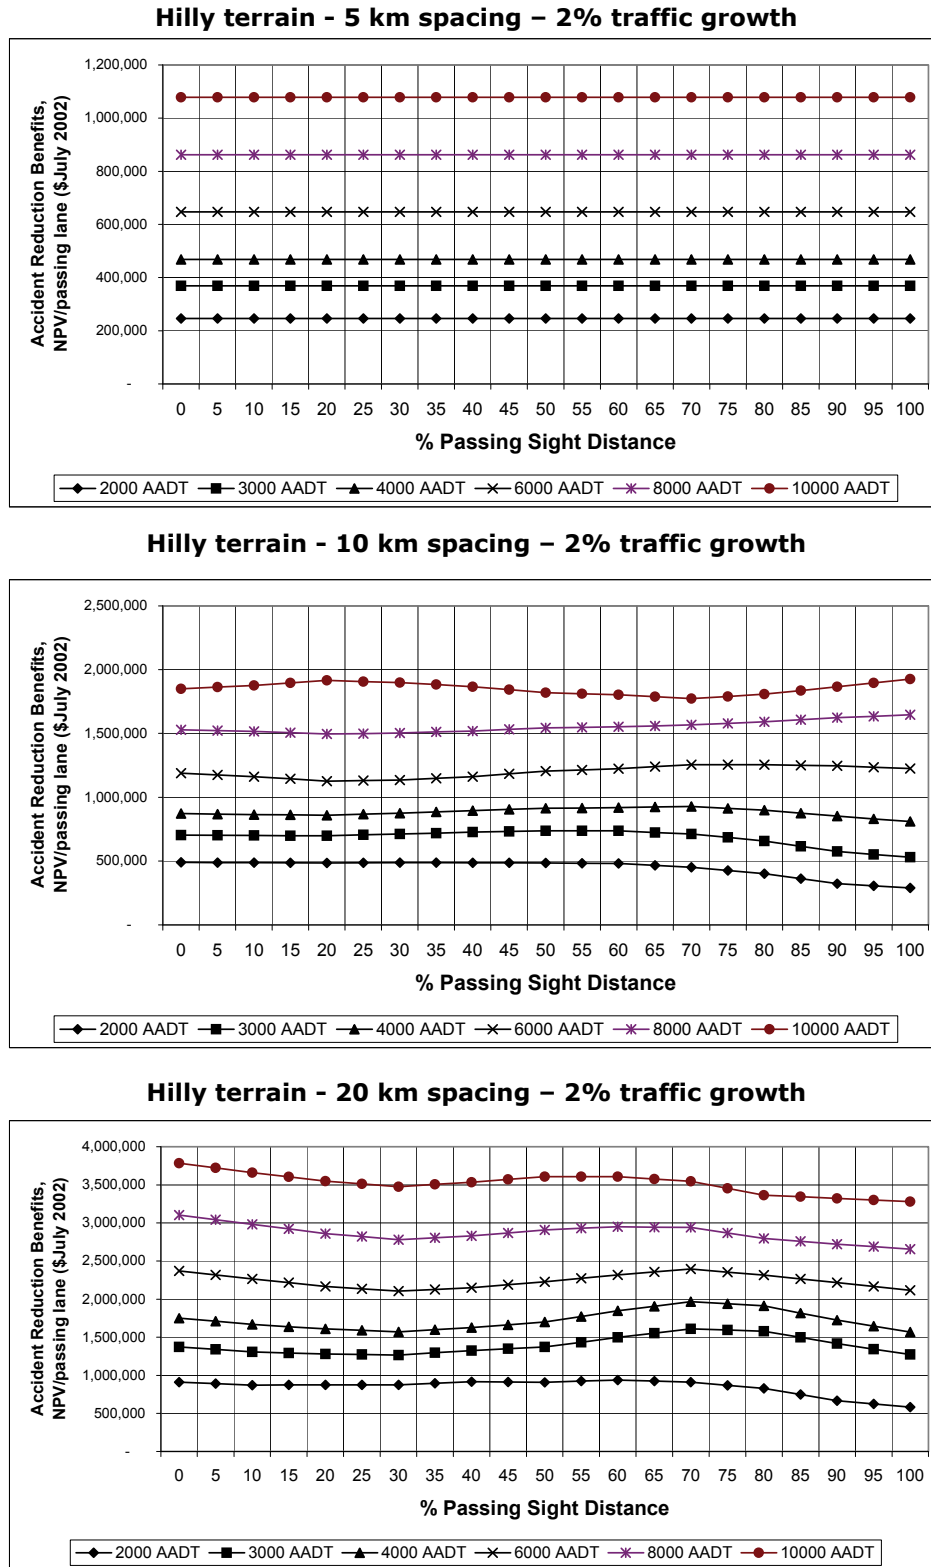 Hilly terrain - 5 km spacing – 2% traffic growth
Accident Reduction Benefits,
NPV/passing lane ($July 2002)
1,200,000
1,000,000
800,000
600,000
400,000
200,000
-
0 5 10 15 20 25 30 35 40 45 50 55 60 65 70 75 80 85 90 95 100
% Passing Sight Distance
2000 AADT 3000 AADT 4000 AADT 6000 AADT 8000 AADT 10000 AADT
Hilly terrain - 10 km spacing – 2% traffic growth
Accident Reduction Benefits,
NPV/passing lane ($July 2002)
2,500,000
2,000,000
1,500,000
1,000,000
500,000
-
0 5 10 15 20 25 30 35 40 45 50 55 60 65 70 75 80 85 90 95 100
% Passing Sight Distance
2000 AADT 3000 AADT 4000 AADT 6000 AADT 8000 AADT 10000 AADT
Hilly terrain - 20 km spacing – 2% traffic growth
Accident Reduction Benefits,
NPV/passing lane ($July 2002)
4,000,000
3,500,000
3,000,000
2,500,000
2,000,000
1,500,000
1,000,000
500,000
-
0 5 10 15 20 25 30 35 40 45 50 55 60 65 70 75 80 85 90 95 100
% Passing Sight Distance
2000 AADT 3000 AADT 4000 AADT 6000 AADT 8000 AADT 10000 AADT